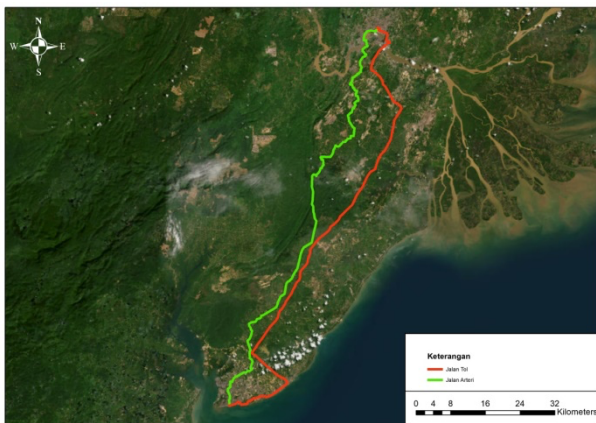 N
W E
S
Keterangan
Jalan Tol
Jalan Arteri
0 4 8 16 24 32
Kilometers